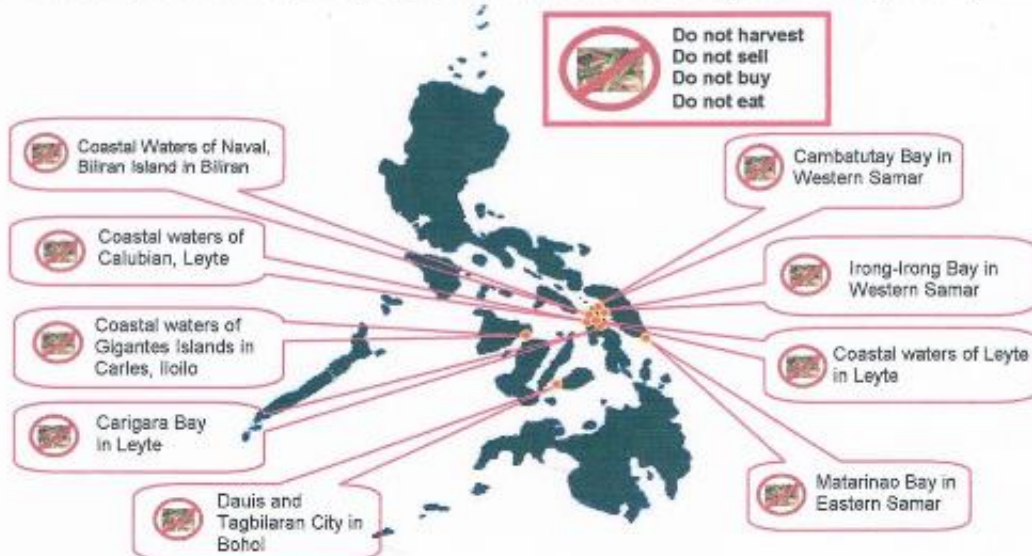 Do not harvest
Do not sell
Do not buy
Do not eat
Coastal Waters of Naval,
Biliran Island in Biliran
Cambatutay Bay in
Western Samar
Coastal waters of
Calubian, Leyte
Irong-Irong Bay in
Western Samar
Coastal waters of
Gigantes Islands in
Carles, Iloilo
Coastal waters of Leyte
in Leyte
Carigara Bay
in Leyte
Matarinao Bay in
Eastern Samar
Dauis and
Tagbilaran City in
Bohol